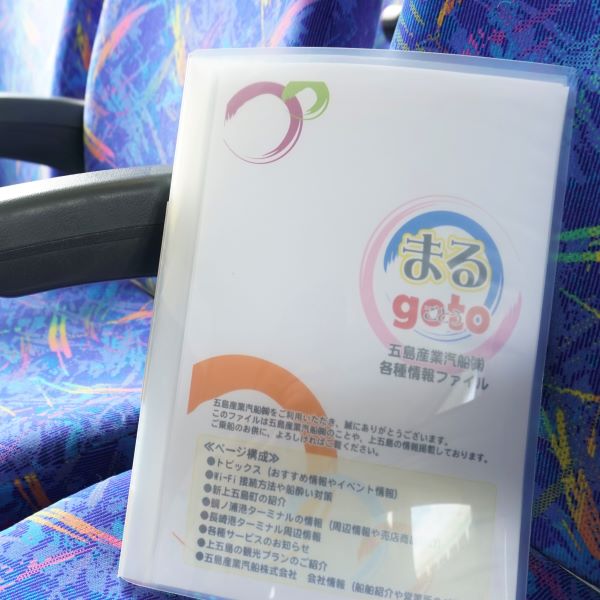 まる
goto
五島産業汽船㈱
各種情報ファイル
五島産業汽船㈱をご利用いただき、誠にありがとうございます。
このファイルは五島産業汽船㈱のことや、上五島の情報掲載しております。
ご乗船のお供に、よろしければご覧ください。
≪ページ構成≫
●トピックス（おすすめ情報やイベント情報）
●Wi-Fi 接続方法や船酔い対策
●新上五島町の紹介
●鯛ノ浦港ターミナルの情報（周辺情報や売店商
●長崎港ターミナル周辺情報
●各種サービスのお知らせ
●上五島の観光プランのご紹介
●五島産業汽船株式会社 会社情報（船舶紹介や営業所